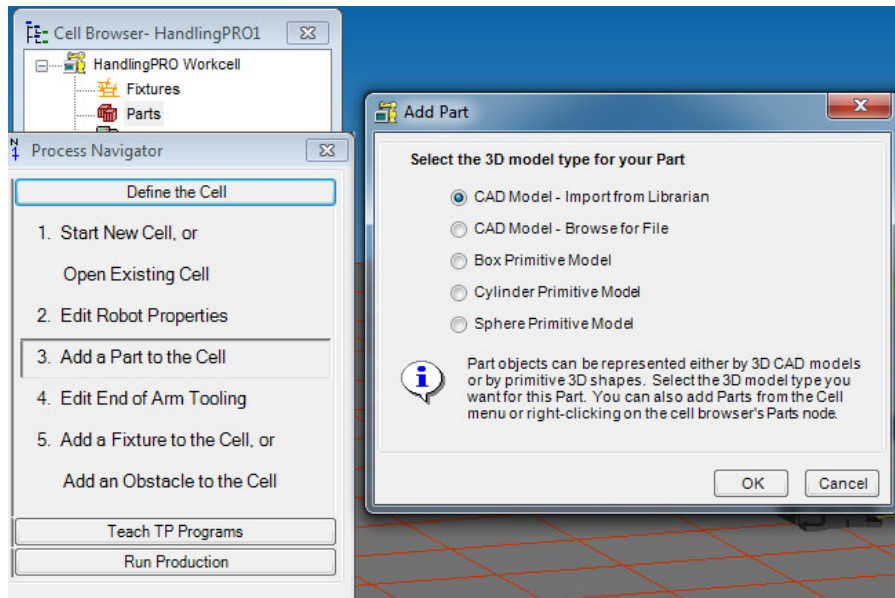 Cell Browser- HandlingPRO1
HandlingPRO Workcell
Fixtures
Parts
Process Navigator
Define the Cell
1. Start New Cell, or
Open Existing Cell
2. Edit Robot Properties
3. Add a Part to the Cell
4. Edit End of Arm Tooling
5. Add a Fixture to the Cell, or
Add an Obstacle to the Cell
Teach TP Programs
Run Production
Add Part
Select the 3D model type for your Part
CAD Model - Import from Librarian
CAD Model - Browse for File
Box Primitive Model
Cylinder Primitive Model
Sphere Primitive Model
Part objects can be represented either by 3D CAD models
or by primitive 3D shapes. Select the 3D model type you
want for this Part. You can also add Parts from the Cell
menu or right-clicking on the cell browser's Parts node.
OK Cancel